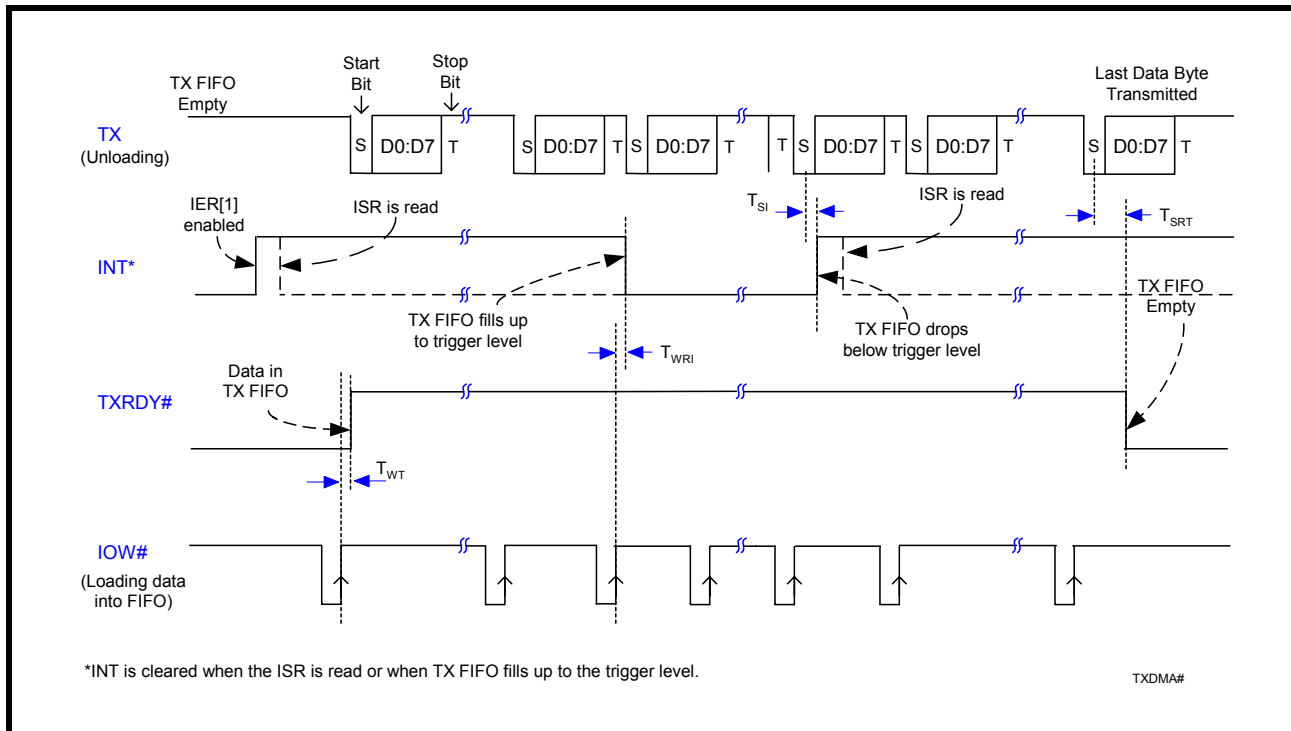 TX FIFO
Empty
Start
Bit
Stop
Bit
Last Data Byte
Transmitted
TX
(Unloading)
S D0:D7 T S D0:D7 T S D0:D7 T T S D0:D7 T S D0:D7 T S D0:D7 T
IER[1]
enabled
ISR is read
TSI
ISR is read
TSRT
INT*
TX FIFO fills up
to trigger level
TX FIFO drops
below trigger level
TX FIFO
Empty
TWRI
Data in
TX FIFO
TXRDY#
TWT
IOW#
(Loading data
into FIFO)
*INT is cleared when the ISR is read or when TX FIFO fills up to the trigger level.
TXDMA#